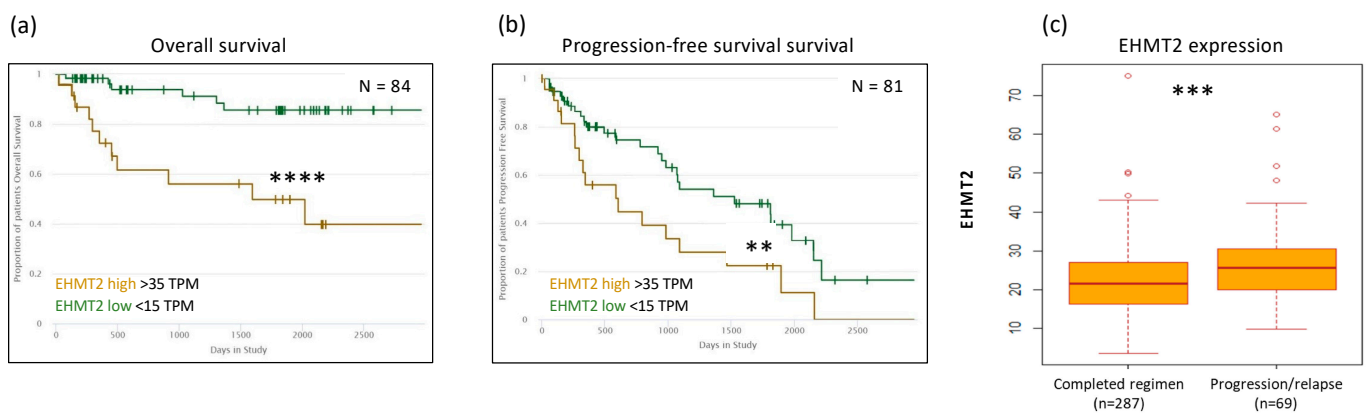 (a)
Overall survival
N = 84
Proportion of patients Overall Survival
1
0.8
0.6
0.4
0.2
0
****
EHMT2 high >35 TPM
EHMT2 low <15 TPM
0 500 1000 1500 2000 2500
Days in Study
(b)
Progression-free survival survival
N = 81
Proportion of patients Progression Free Survival
1
0.8
0.6
0.4
0.2
0
**
EHMT2 high >35 TPM
EHMT2 low <15 TPM
0 500 1000 1500 2000 2500
Days in Study
(c)
EHMT2 expression
***
EHMT2
70
60
50
40
30
20
10
Completed regimen
(n=287)
Progression/relapse
(n=69)